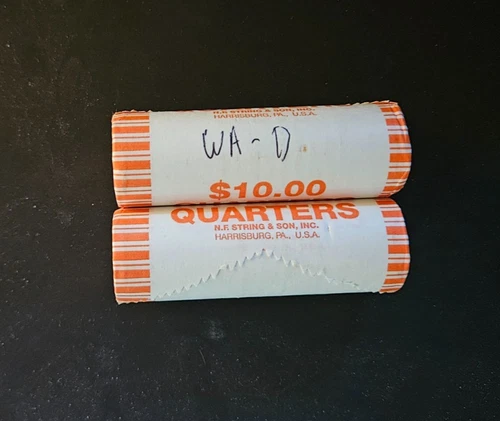 N.F. STRING & SON, INC.
HARRISBURG, PA., U.S.A.
WA-D
$10.00
QUARTERS
N.F. STRING & SON, INC.
HARRISBURG, PA., U.S.A.